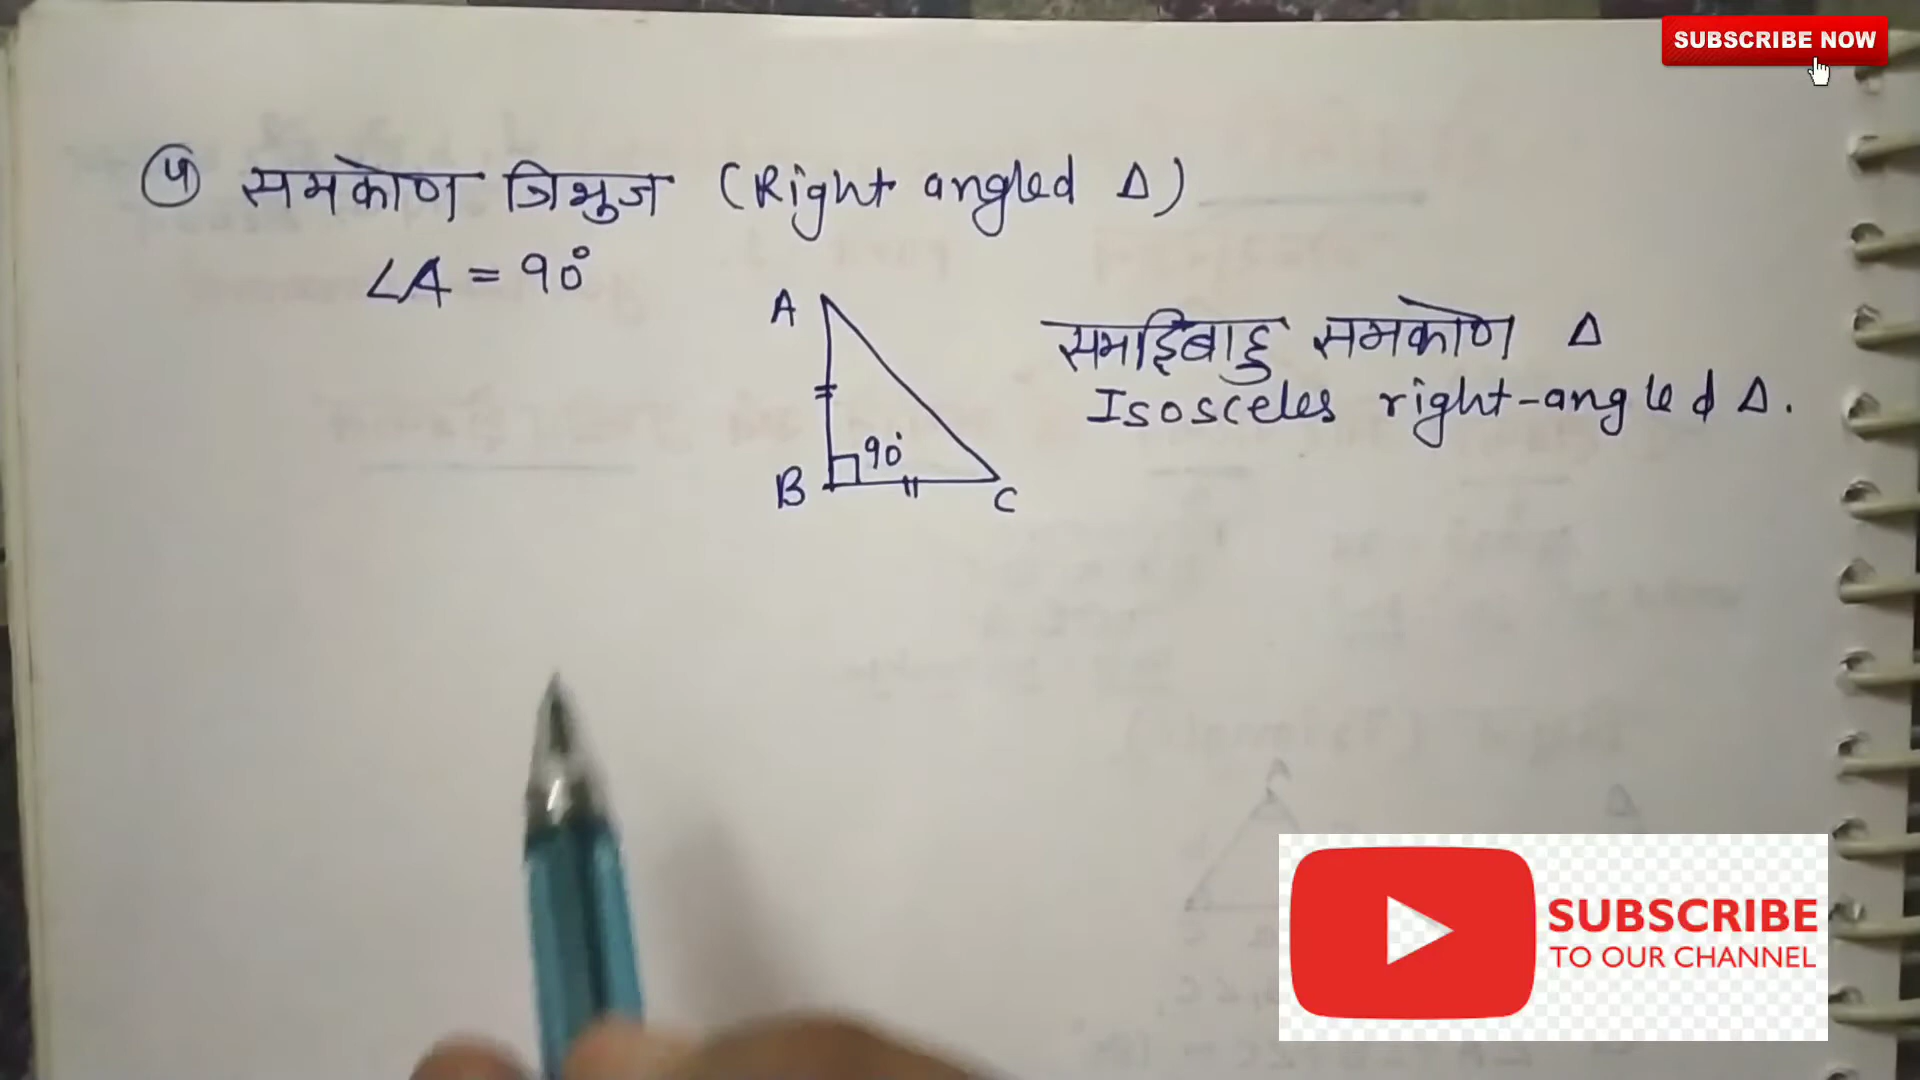 SUBSCRIBE NOW
५ समकोण त्रिभुज (Right angled Δ)
∠A = 90°
A
समद्विबाहु समकोण Δ
Isosceles right-angled Δ.
90°
B
C
SUBSCRIBE
TO OUR CHANNEL